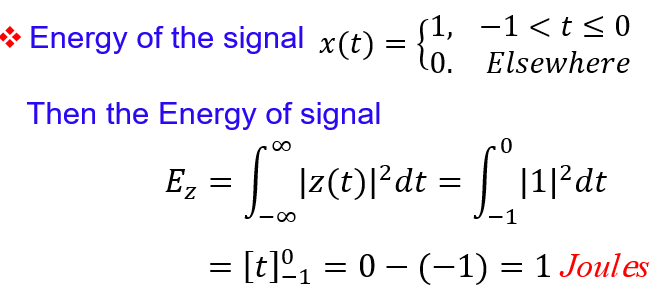 ❖ Energy of the signal x(t) = {1, −1 < t ≤ 0
0. Elsewhere
Then the Energy of signal
E_z = ∫_{−∞}^{∞} |z(t)|² dt = ∫_{−1}^{0} |1|² dt
= [t]_{−1}^{0} = 0 − (−1) = 1 Joules